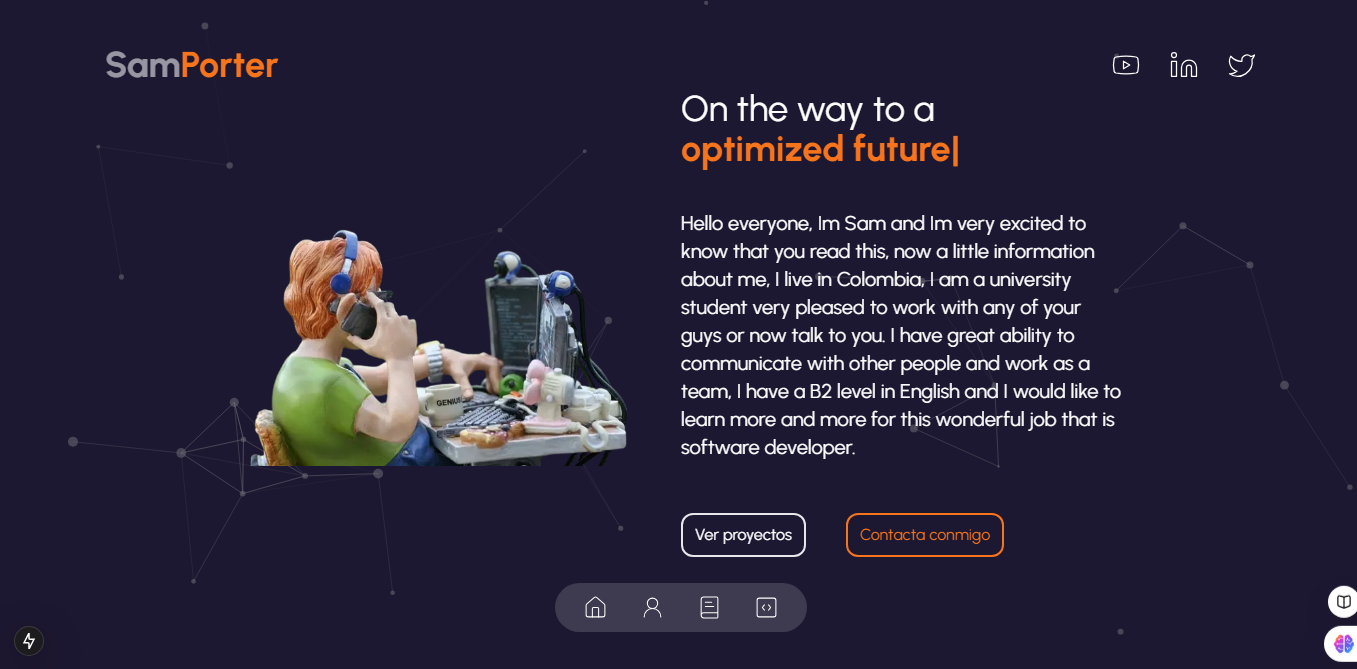 SamPorter
On the way to a
optimized future|
Hello everyone, Im Sam and Im very excited to
know that you read this, now a little information
about me, I live in Colombia, I am a university
student very pleased to work with any of your
guys or now talk to you. I have great ability to
communicate with other people and work as a
team, I have a B2 level in English and I would like to
learn more and more for this wonderful job that is
software developer.
GENIUS
Ver proyectos
Contacta conmigo